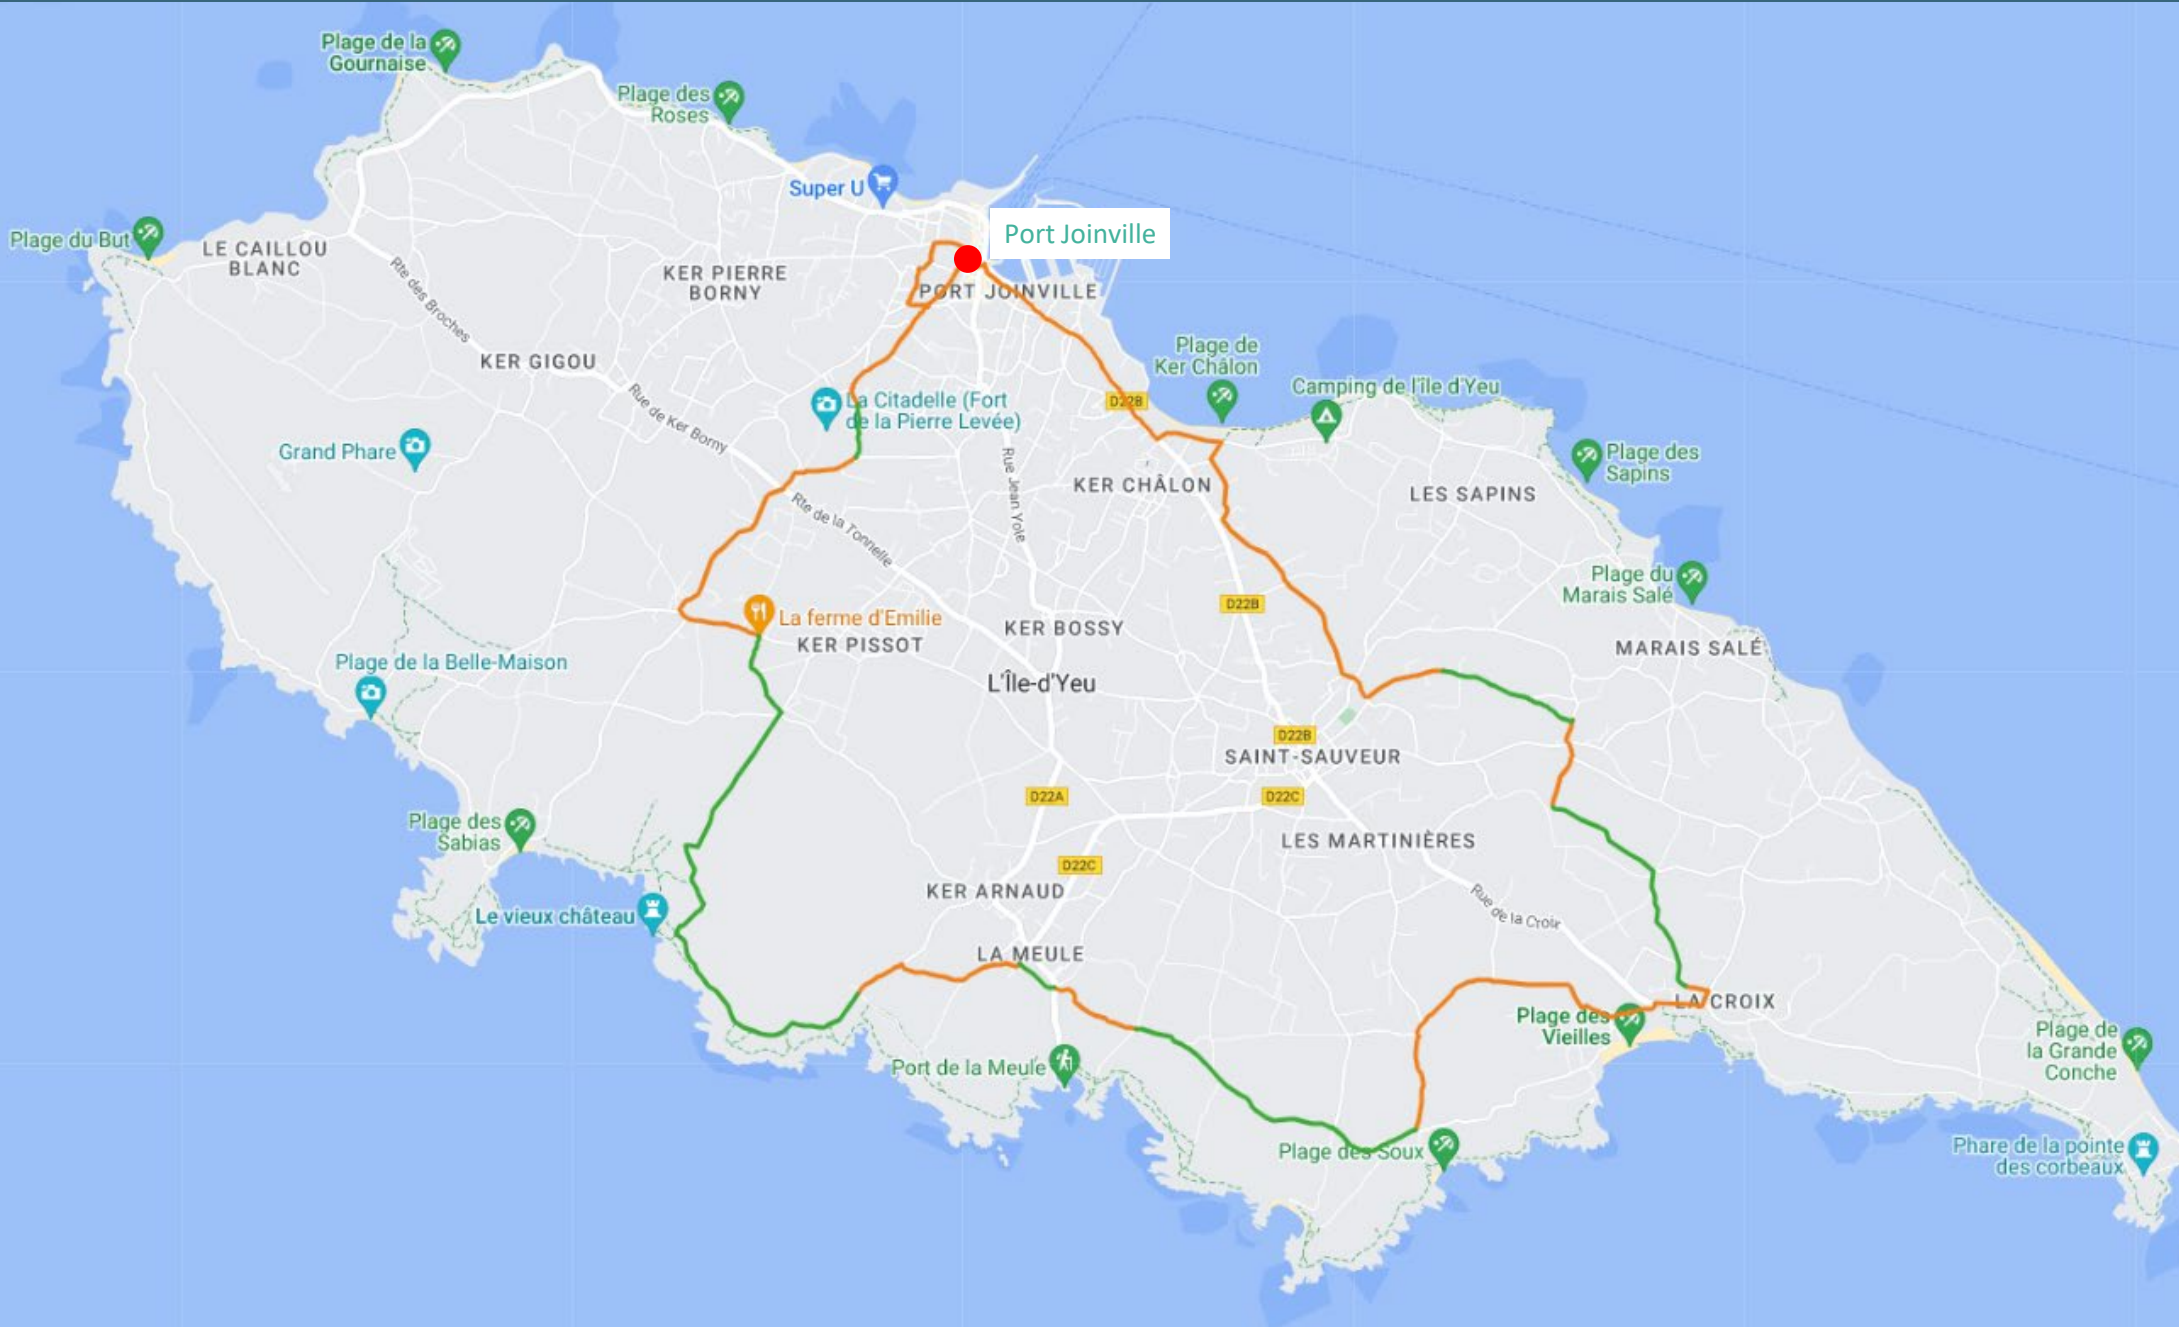 Plage de la
Gournaise
Plage des
Roses
Super U
Port Joinville
Plage du But
LE CAILLOU
BLANC
KER PIERRE
BORNY
PORT JOINVILLE
Rte des Broches
KER GIGOU
Plage de
Ker Châlon
Camping de l'île d'Yeu
D22B
La Citadelle (Fort
de la Pierre Levée)
Rue de Ker Borny
Grand Phare
Plage des
Sapins
Rue Jean Yole
KER CHÂLON
LES SAPINS
Rte de la Tonnelle
Plage du
Marais Salé
D22B
La ferme d'Emilie
KER PISSOT
KER BOSSY
MARAIS SALÉ
Plage de la Belle-Maison
L'Île-d'Yeu
D22B
SAINT-SAUVEUR
D22A
D22C
Plage des
Sabias
LES MARTINIÈRES
D22C
KER ARNAUD
Rue de la Croix
Le vieux château
LA MEULE
LA CROIX
Plage des
Vieilles
Plage de
la Grande
Conche
Port de la Meule
Plage des Soux
Phare de la pointe
des corbeaux